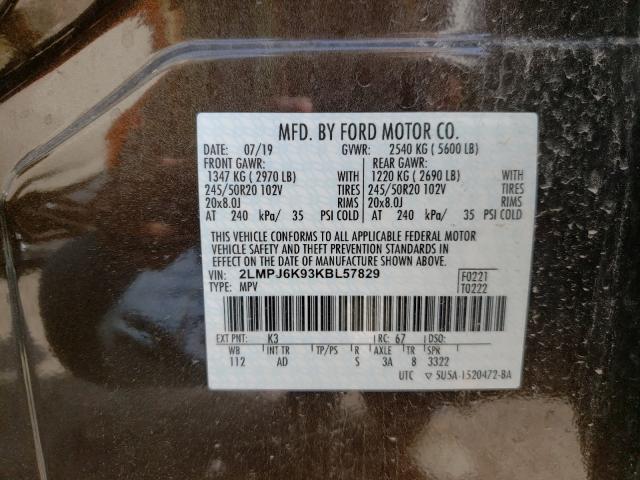 MFD. BY FORD MOTOR CO.
DATE: 07/19 GVWR: 2540 KG ( 5600 LB)
FRONT GAWR: REAR GAWR:
1347 KG ( 2970 LB) WITH 1220 KG ( 2690 LB) WITH
245/50R20 102V TIRES 245/50R20 102V TIRES
20x8.0J RIMS 20x8.0J RIMS
AT 240 kPa/ 35 PSI COLD AT 240 kPa/ 35 PSI COLD
THIS VEHICLE CONFORMS TO ALL APPLICABLE FEDERAL MOTOR
VEHICLE SAFETY AND THEFT PREVENTION STANDARDS IN
EFFECT ON THE DATE OF MANUFACTURE SHOWN ABOVE.
VIN: 2LMPJ6K93KBL57829 F0221
TYPE: MPV T0222
EXT PNT: K3 RC: 67 DSO:
WB INT TR TP/PS R AXLE TR SPR
112 AD S 3A 8 3322
UTC ▽ 5U5A-1520472-BA